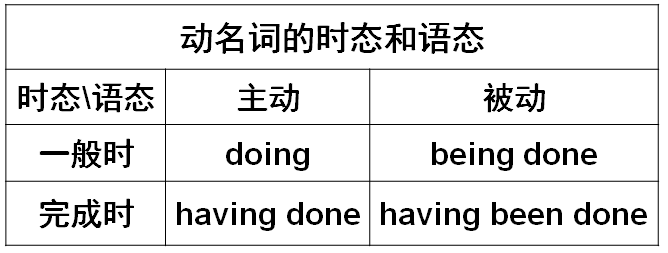 动名词的时态和语态
时态\语态 主动 被动
一般时 doing being done
完成时 having done having been done